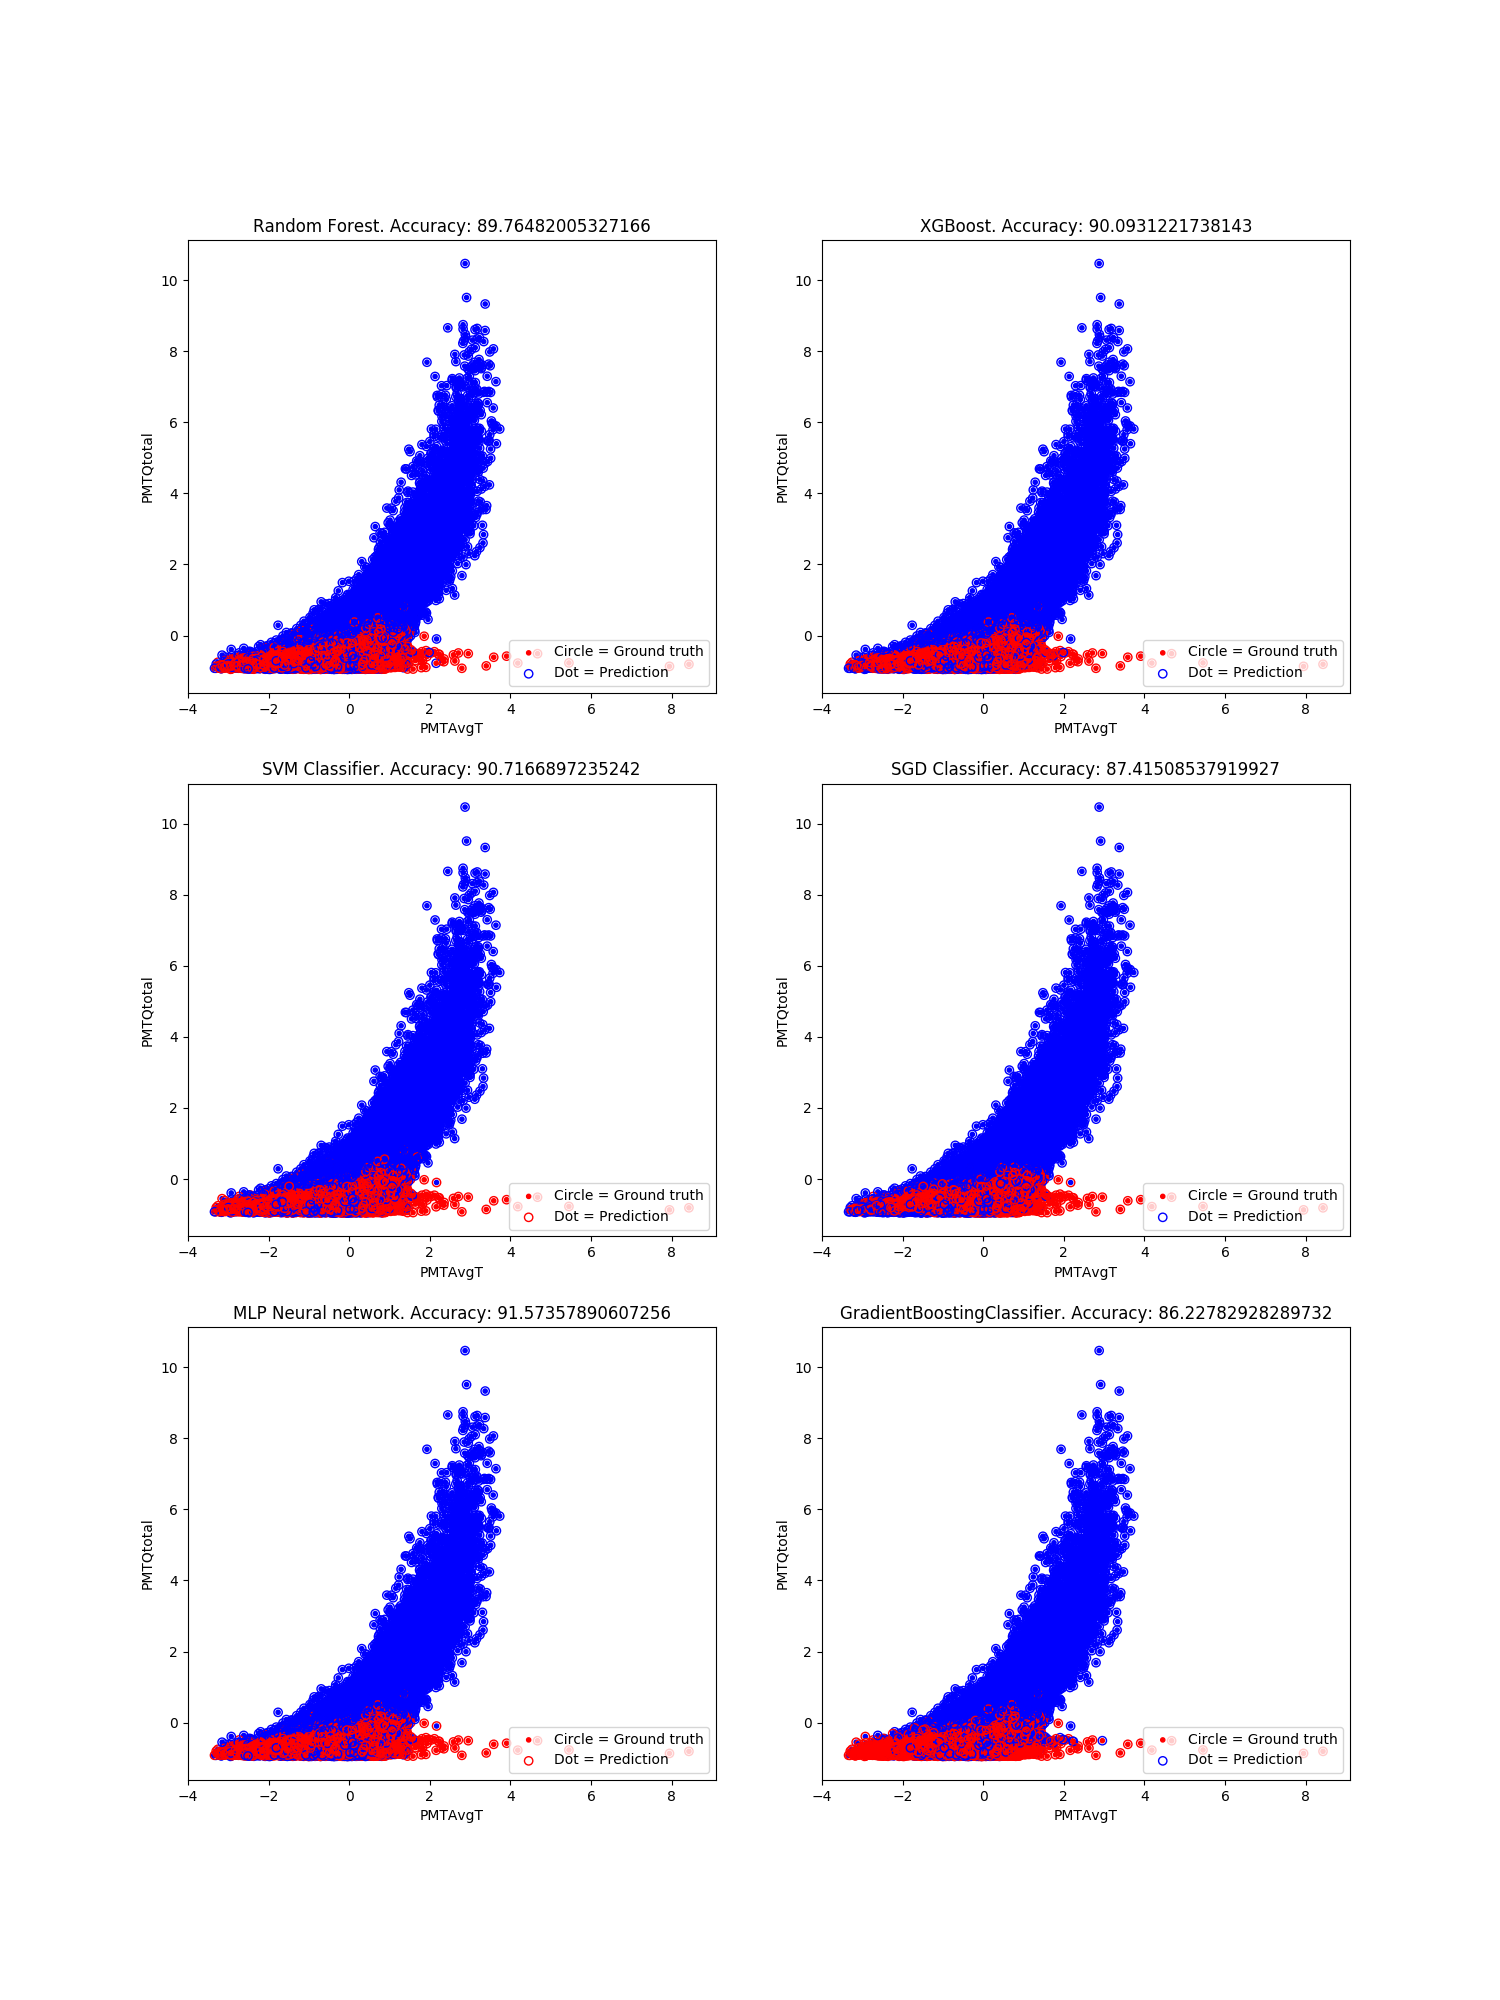 Random Forest. Accuracy: 89.76482005327166
10
8
6
4
2
0
PMTQtotal
Circle = Ground truth
Dot = Prediction
−4 −2 0 2 4 6 8
PMTAvgT
XGBoost. Accuracy: 90.0931221738143
10
8
6
4
2
0
PMTQtotal
Circle = Ground truth
Dot = Prediction
−4 −2 0 2 4 6 8
PMTAvgT
SVM Classifier. Accuracy: 90.7166897235242
10
8
6
4
2
0
PMTQtotal
Circle = Ground truth
Dot = Prediction
−4 −2 0 2 4 6 8
PMTAvgT
SGD Classifier. Accuracy: 87.41508537919927
10
8
6
4
2
0
PMTQtotal
Circle = Ground truth
Dot = Prediction
−4 −2 0 2 4 6 8
PMTAvgT
MLP Neural network. Accuracy: 91.57357890607256
10
8
6
4
2
0
PMTQtotal
Circle = Ground truth
Dot = Prediction
−4 −2 0 2 4 6 8
PMTAvgT
GradientBoostingClassifier. Accuracy: 86.22782928289732
10
8
6
4
2
0
PMTQtotal
Circle = Ground truth
Dot = Prediction
−4 −2 0 2 4 6 8
PMTAvgT